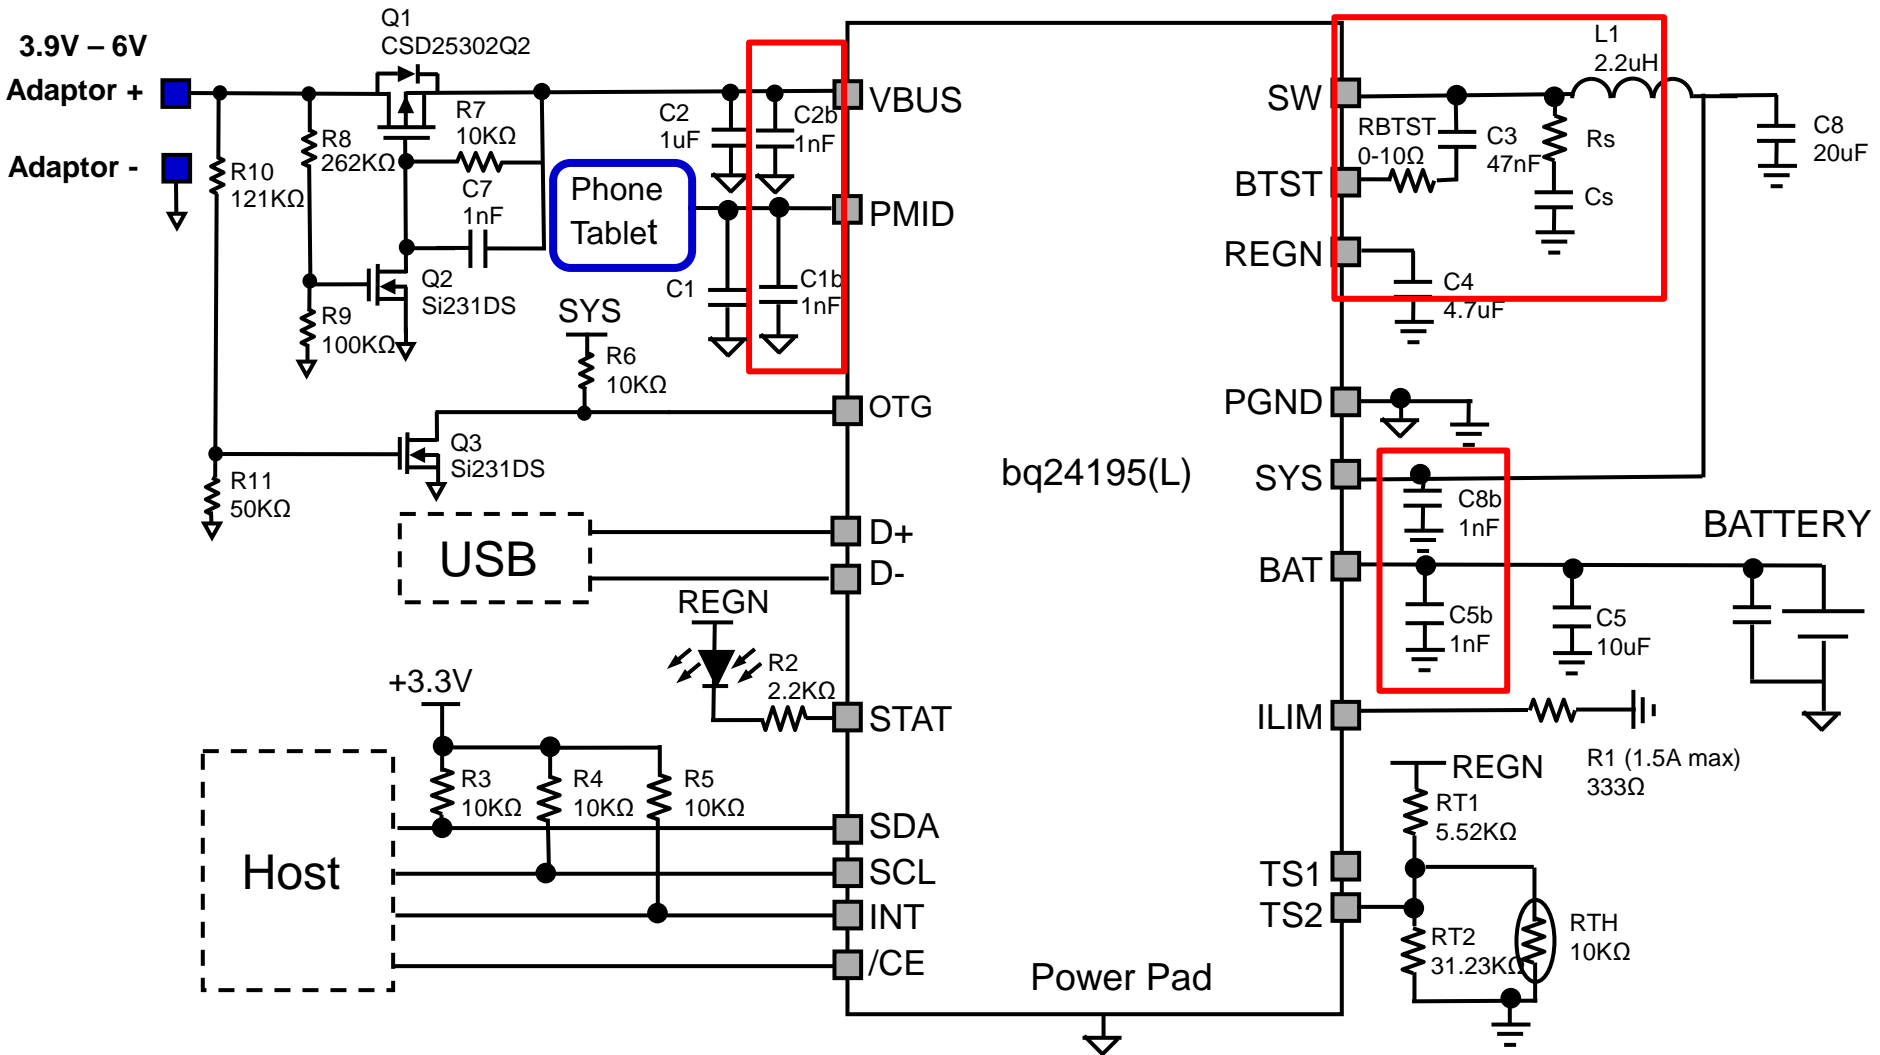 3.9V – 6V
Adaptor +
Adaptor -
Q1
CSD25302Q2
R10
121KΩ
R8
262KΩ
R7
10KΩ
C7
1nF
Q2
Si231DS
R9
100KΩ
R11
50KΩ
Q3
Si231DS
Phone
Tablet
SYS
R6
10KΩ
C2
1uF
C2b
1nF
C1
C1b
1nF
USB
REGN
R2
2.2KΩ
+3.3V
R3
10KΩ
R4
10KΩ
R5
10KΩ
Host
VBUS
PMID
OTG
D+
D-
STAT
SDA
SCL
INT
/CE
bq24195(L)
Power Pad
SW
BTST
REGN
PGND
SYS
BAT
ILIM
TS1
TS2
L1
2.2uH
RBTST
0-10Ω
C3
47nF
Rs
Cs
C4
4.7uF
C8
20uF
C8b
1nF
C5b
1nF
C5
10uF
BATTERY
R1 (1.5A max)
333Ω
REGN
RT1
5.52KΩ
RT2
31.23KΩ
RTH
10KΩ